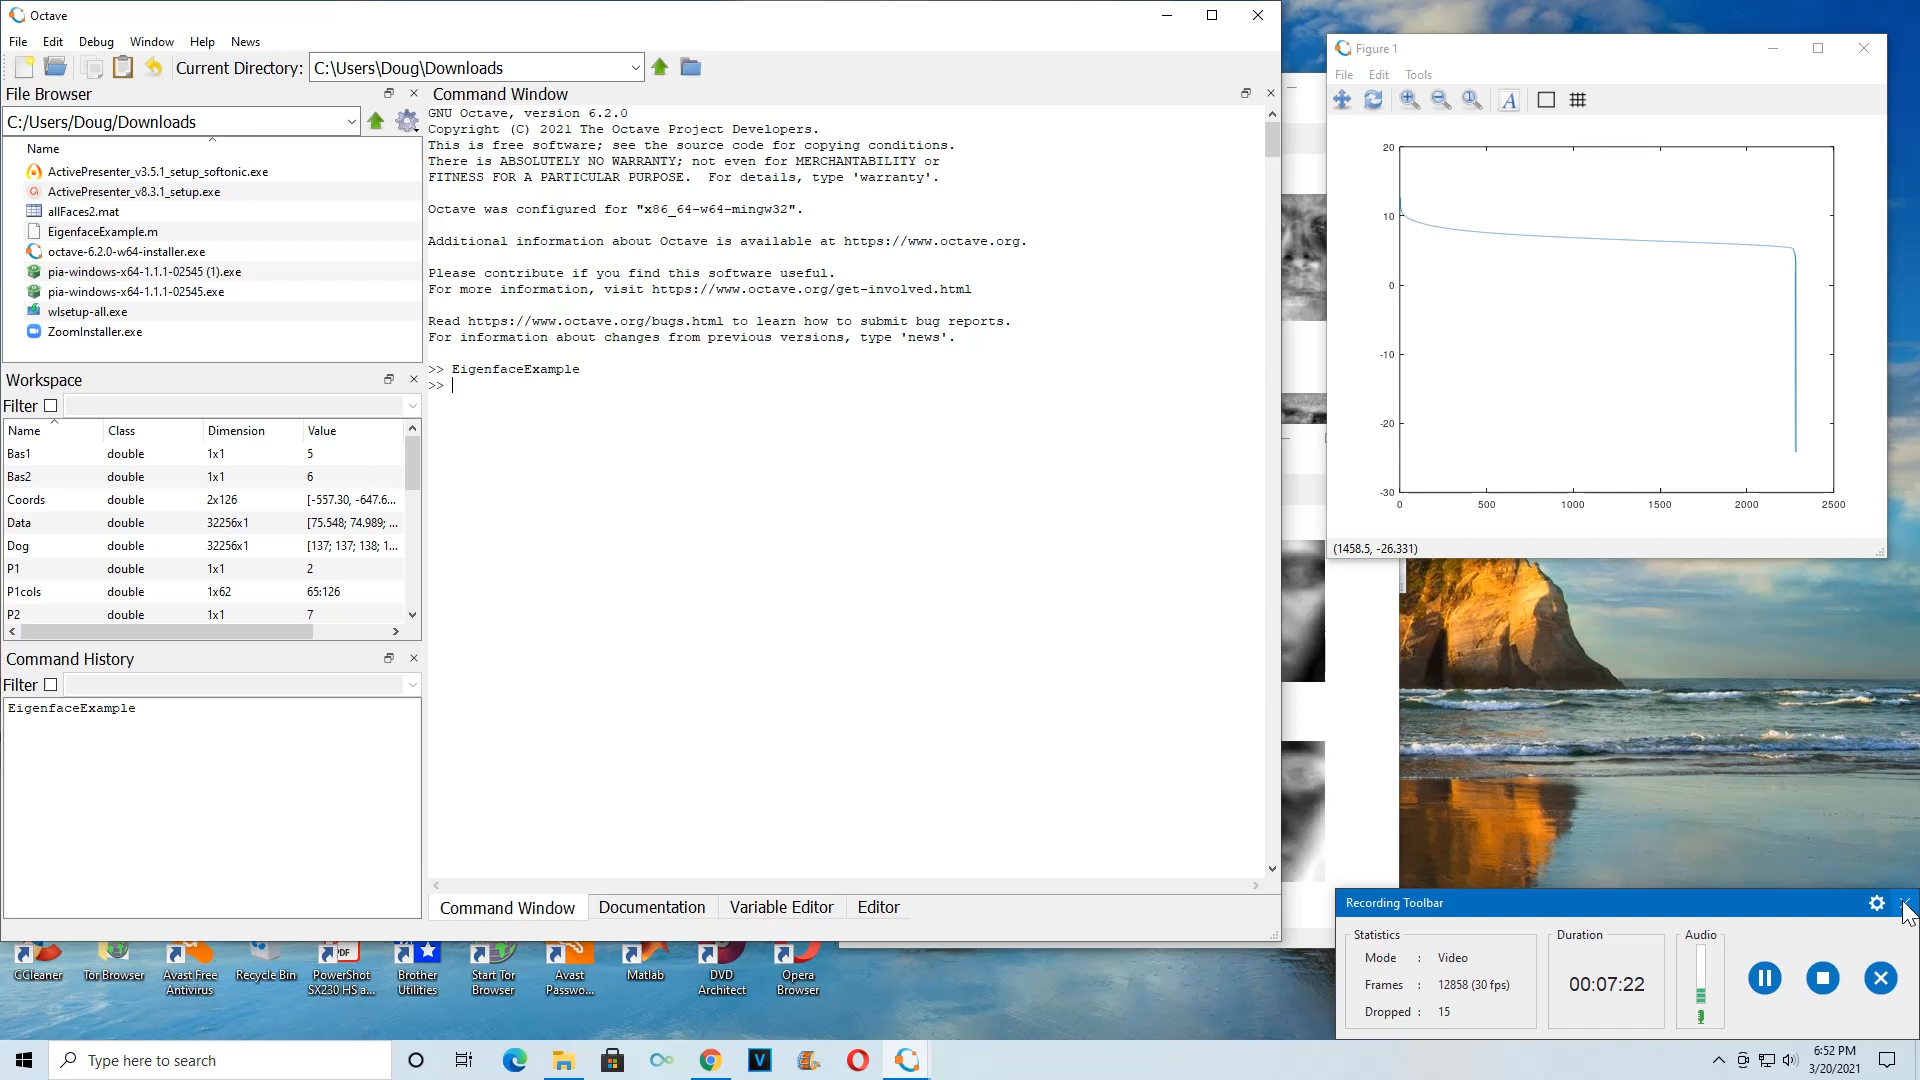 Octave
File Edit Debug Window Help News
Current Directory: C:\Users\Doug\Downloads
File Browser
C:/Users/Doug/Downloads
Name
ActivePresenter_v3.5.1_setup_softonic.exe
ActivePresenter_v8.3.1_setup.exe
allFaces2.mat
EigenfaceExample.m
octave-6.2.0-w64-installer.exe
pia-windows-x64-1.1.1-02545 (1).exe
pia-windows-x64-1.1.1-02545.exe
wlsetup-all.exe
ZoomInstaller.exe
Workspace
Filter
Name Class Dimension Value
Bas1 double 1x1 5
Bas2 double 1x1 6
Coords double 2x126 [-557.30, -647.6...
Data double 32256x1 [75.548; 74.989; ...
Dog double 32256x1 [137; 137; 138; 1...
P1 double 1x1 2
P1cols double 1x62 65:126
P2 double 1x1 7
Command History
Filter
EigenfaceExample
Command Window
GNU Octave, version 6.2.0
Copyright (C) 2021 The Octave Project Developers.
This is free software; see the source code for copying conditions.
There is ABSOLUTELY NO WARRANTY; not even for MERCHANTABILITY or
FITNESS FOR A PARTICULAR PURPOSE.  For details, type 'warranty'.
Octave was configured for "x86_64-w64-mingw32".
Additional information about Octave is available at https://www.octave.org.
Please contribute if you find this software useful.
For more information, visit https://www.octave.org/get-involved.html
Read https://www.octave.org/bugs.html to learn how to submit bug reports.
For information about changes from previous versions, type 'news'.
>> EigenfaceExample
>>
Command Window Documentation Variable Editor Editor
Figure 1
File Edit Tools
A
20
10
0
-10
-20
-30
0 500 1000 1500 2000 2500
(1458.5, -26.331)
Recording Toolbar
Statistics
Mode : Video
Frames : 12858 (30 fps)
Dropped : 15
Duration
00:07:22
Audio
CCleaner
Tor Browser
Avast Free
Antivirus
Recycle Bin
PDF
PowerShot
SX230 HS a...
Brother
Utilities
Start Tor
Browser
Avast
Passwo...
Matlab
DVD
Architect
Opera
Browser
Type here to search
V
6:52 PM
3/20/2021